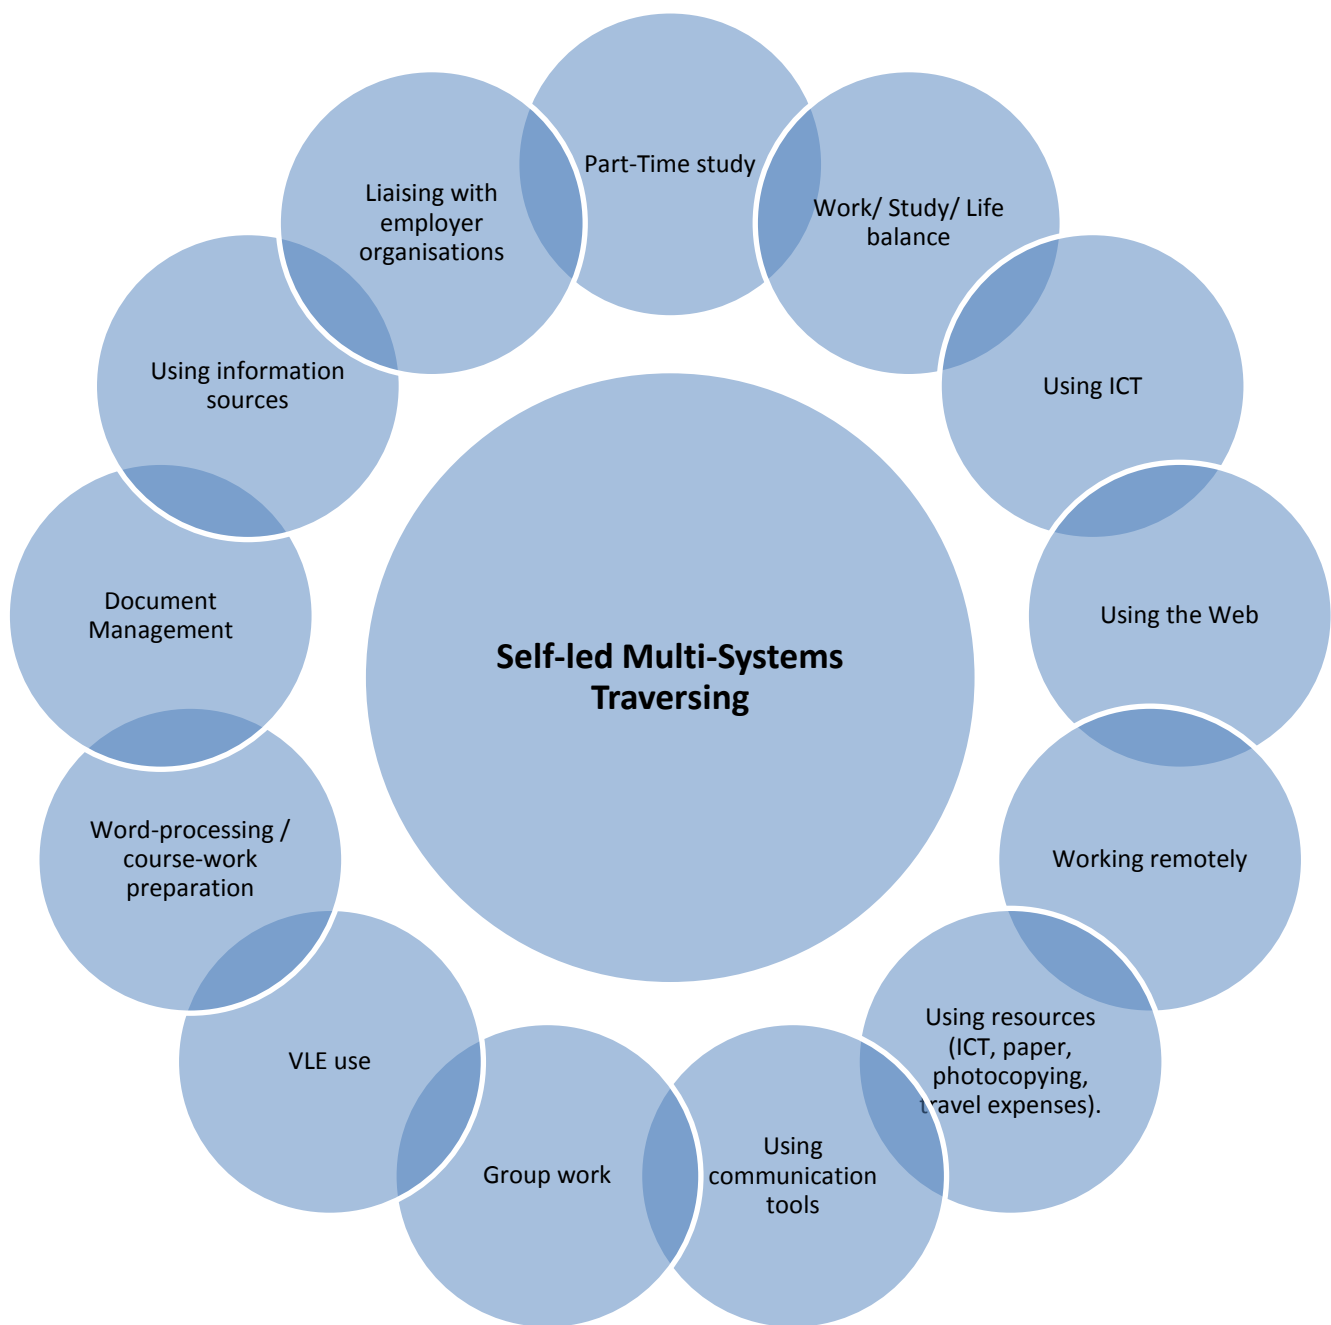 Part-Time study
Work/ Study/ Life
balance
Using ICT
Using the Web
Working remotely
Using resources
(ICT, paper,
photocopying,
travel expenses).
Using
communication
tools
Group work
VLE use
Word-processing /
course-work
preparation
Document
Management
Using information
sources
Liaising with
employer
organisations
Self-led Multi-Systems
Traversing